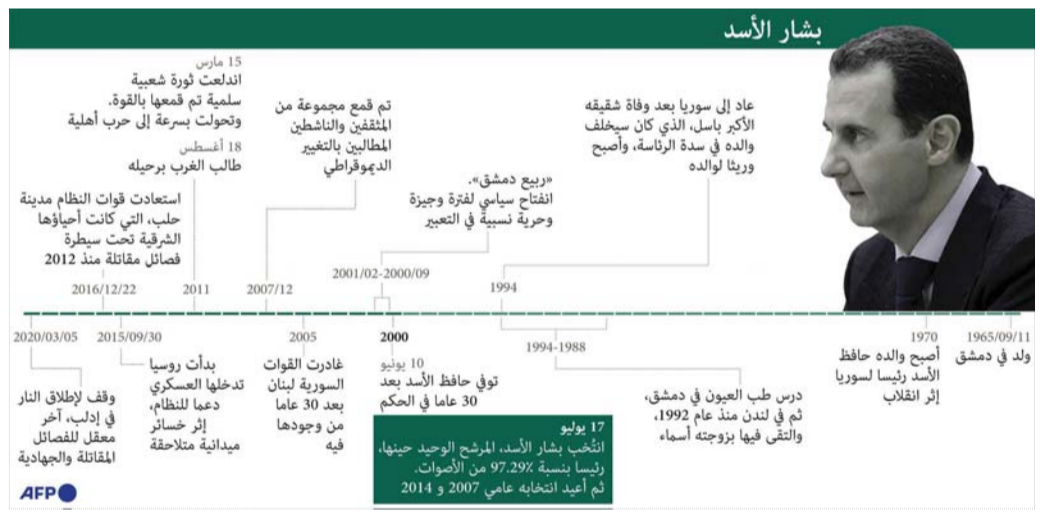 بشار الأسد
1965/09/11
ولد في دمشق
1970
أصبح والده حافظ
الأسد رئيسا لسوريا
إثر انقلاب
1994-1988
درس طب العيون في دمشق،
ثم في لندن منذ عام 1992،
والتقى فيها بزوجته أسماء
عاد إلى سوريا بعد وفاة شقيقه
الأكبر باسل، الذي كان سيخلف
والده في سدة الرئاسة، وأصبح
وريثا لوالده
1994
2000
10 يونيو
توفي حافظ الأسد بعد
30 عاما في الحكم
17 يوليو
انتُخب بشار الأسد، المرشح الوحيد حينها،
رئيسا بنسبة 97.29% من الأصوات.
ثم أعيد انتخابه عامي 2007 و 2014
«ربيع دمشق».
انفتاح سياسي لفترة وجيزة
وحرية نسبية في التعبير
2001/02-2000/09
2005
غادرت القوات
السورية لبنان
بعد 30 عاما
من وجودها
فيه
تم قمع مجموعة من
المثقفين والناشطين
المطالبين بالتغيير
الديموقراطي
2007/12
15 مارس
اندلعت ثورة شعبية
سلمية تم قمعها بالقوة.
وتحولت بسرعة إلى حرب أهلية
18 أغسطس
طالب الغرب برحيله
2011
2015/09/30
بدأت روسيا
تدخلها العسكري
دعما للنظام،
إثر خسائر
ميدانية متلاحقة
استعادت قوات النظام مدينة
حلب، التي كانت أحياؤها
الشرقية تحت سيطرة
فصائل مقاتلة منذ 2012
2016/12/22
2020/03/05
وقف لإطلاق النار
في إدلب، آخر
معقل للفصائل
المقاتلة والجهادية
AFP